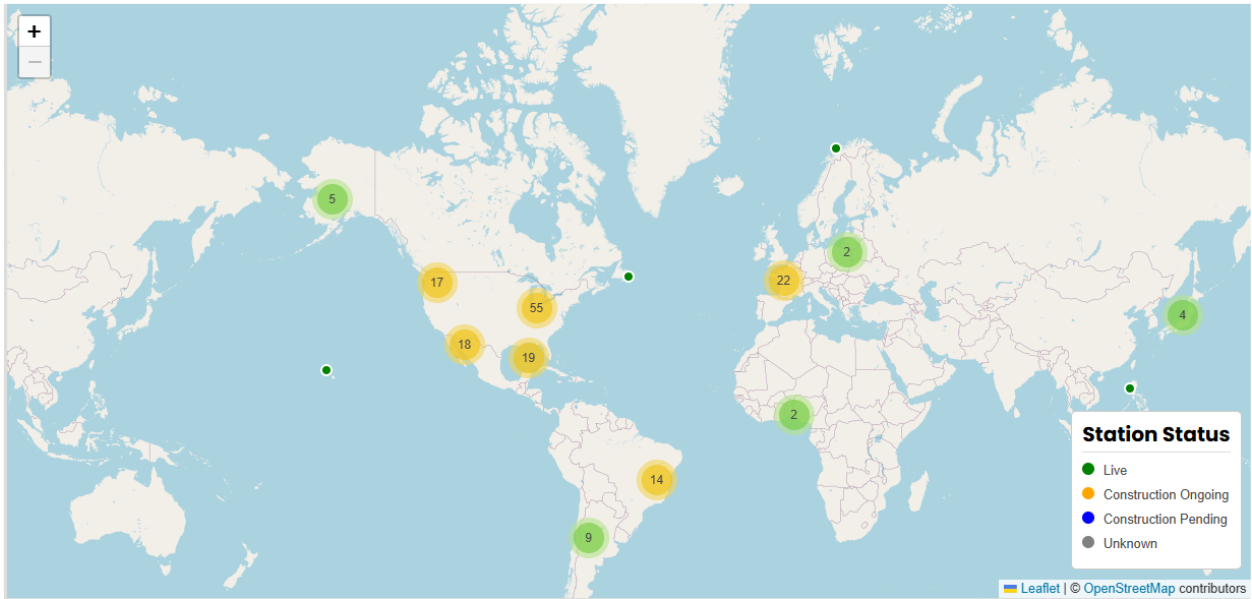 +
−
5
2
17
22
55
4
18
19
2
14
9
Station Status
Live
Construction Ongoing
Construction Pending
Unknown
Leaflet | © OpenStreetMap contributors